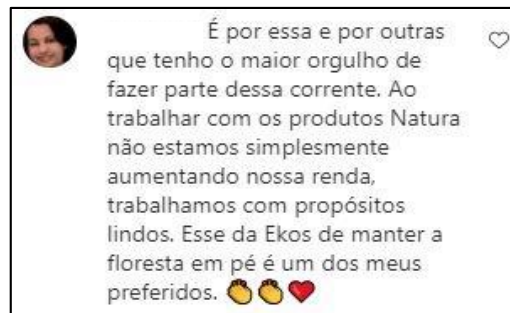 É por essa e por outras
que tenho o maior orgulho de
fazer parte dessa corrente. Ao
trabalhar com os produtos Natura
não estamos simplesmente
aumentando nossa renda,
trabalhamos com propósitos
lindos. Esse da Ekos de manter a
floresta em pé é um dos meus
preferidos. 👏👏❤️